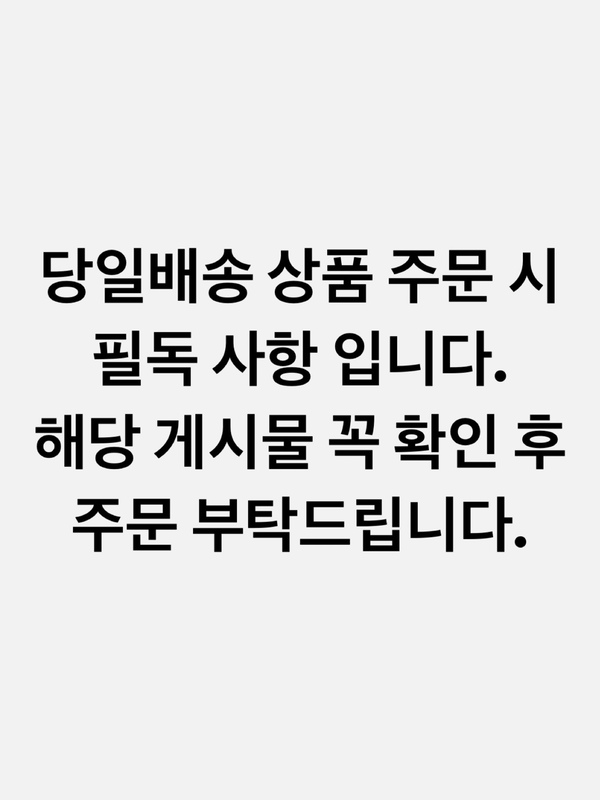 당일배송 상품 주문 시
필독 사항 입니다.
해당 게시물 꼭 확인 후
주문 부탁드립니다.